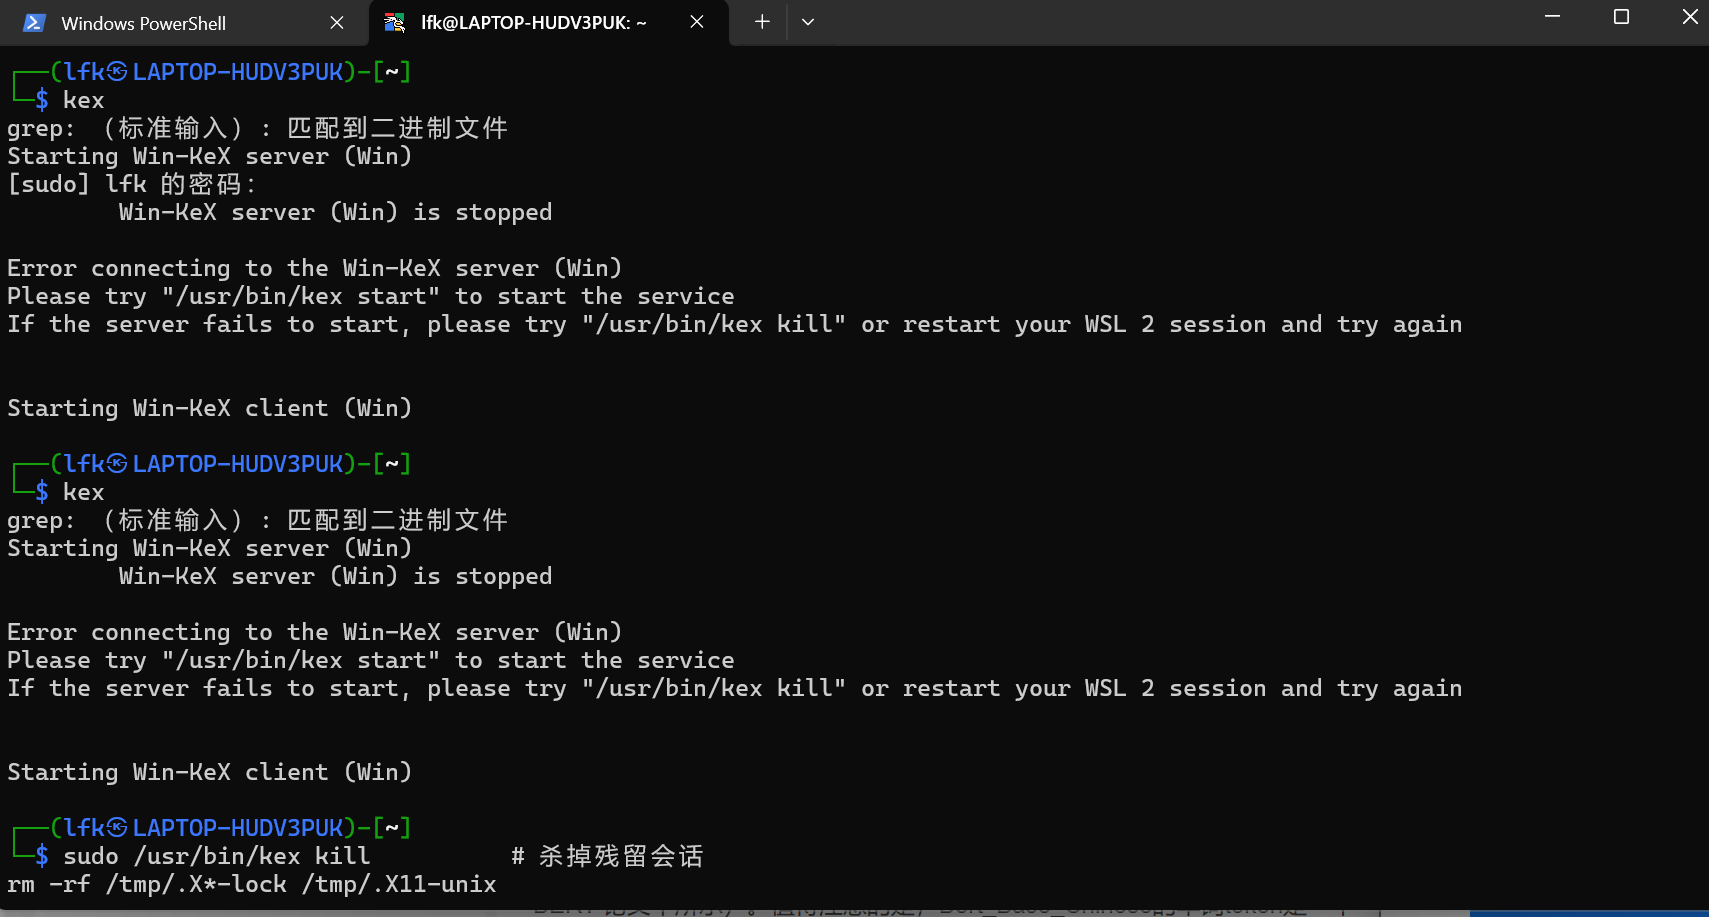 Windows PowerShell
lfk@LAPTOP-HUDV3PUK: ~
┌──(lfk㉿LAPTOP-HUDV3PUK)-[~]
└─$ kex
grep: （标准输入）：匹配到二进制文件
Starting Win-KeX server (Win)
[sudo] lfk 的密码：
Win-KeX server (Win) is stopped
Error connecting to the Win-KeX server (Win)
Please try "/usr/bin/kex start" to start the service
If the server fails to start, please try "/usr/bin/kex kill" or restart your WSL 2 session and try again
Starting Win-KeX client (Win)
┌──(lfk㉿LAPTOP-HUDV3PUK)-[~]
└─$ kex
grep: （标准输入）：匹配到二进制文件
Starting Win-KeX server (Win)
Win-KeX server (Win) is stopped
Error connecting to the Win-KeX server (Win)
Please try "/usr/bin/kex start" to start the service
If the server fails to start, please try "/usr/bin/kex kill" or restart your WSL 2 session and try again
Starting Win-KeX client (Win)
┌──(lfk㉿LAPTOP-HUDV3PUK)-[~]
└─$ sudo /usr/bin/kex kill          # 杀掉残留会话
rm -rf /tmp/.X*-lock /tmp/.X11-unix